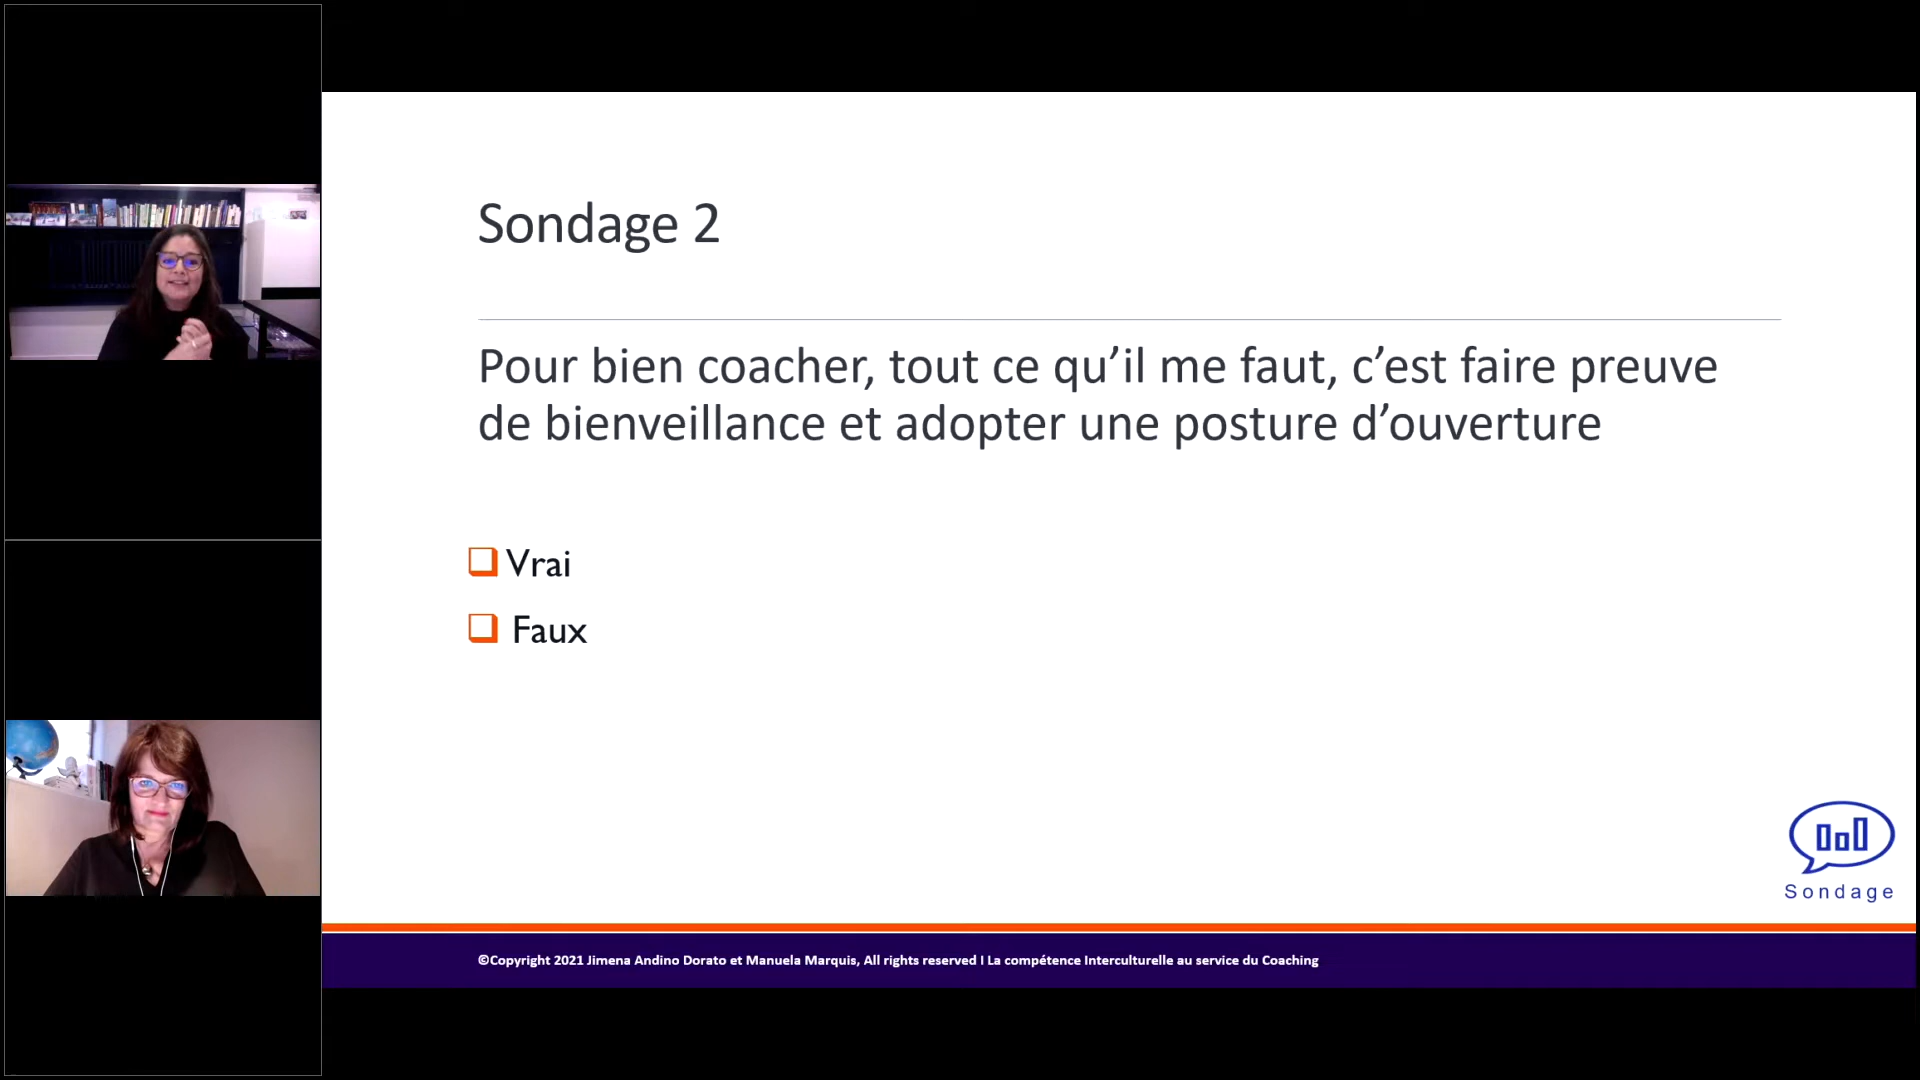 Sondage 2
Pour bien coacher, tout ce qu’il me faut, c’est faire preuve
de bienveillance et adopter une posture d’ouverture
Vrai
Faux
Sondage
©Copyright 2021 Jimena Andino Dorato et Manuela Marquis, All rights reserved I La compétence Interculturelle au service du Coaching